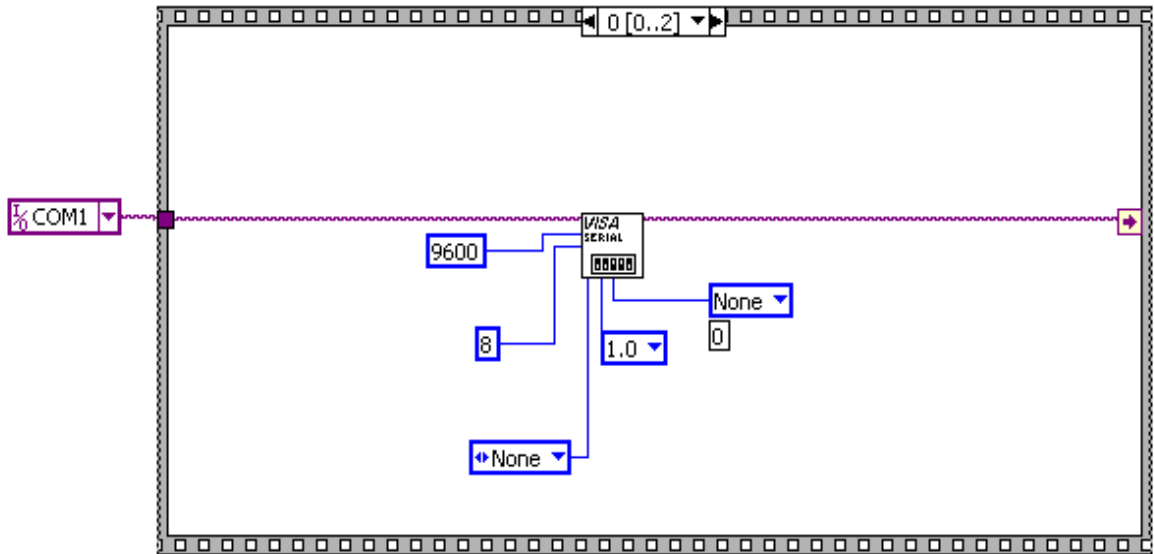 0 [0..2]
I/O COM1
VISA
SERIAL
9600
None
0
8
1.0
None